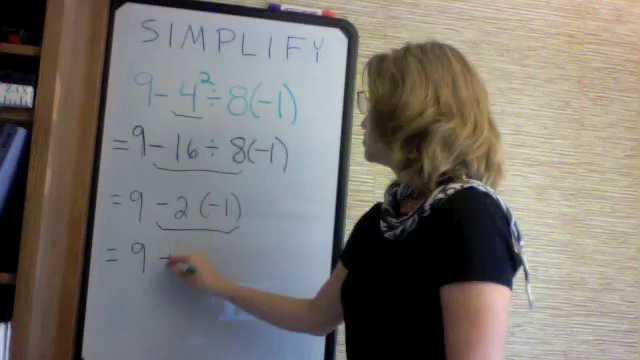 SIMPLIFY
9 - 4² ÷ 8(-1)
= 9 - 16 ÷ 8(-1)
= 9 - 2(-1)
= 9